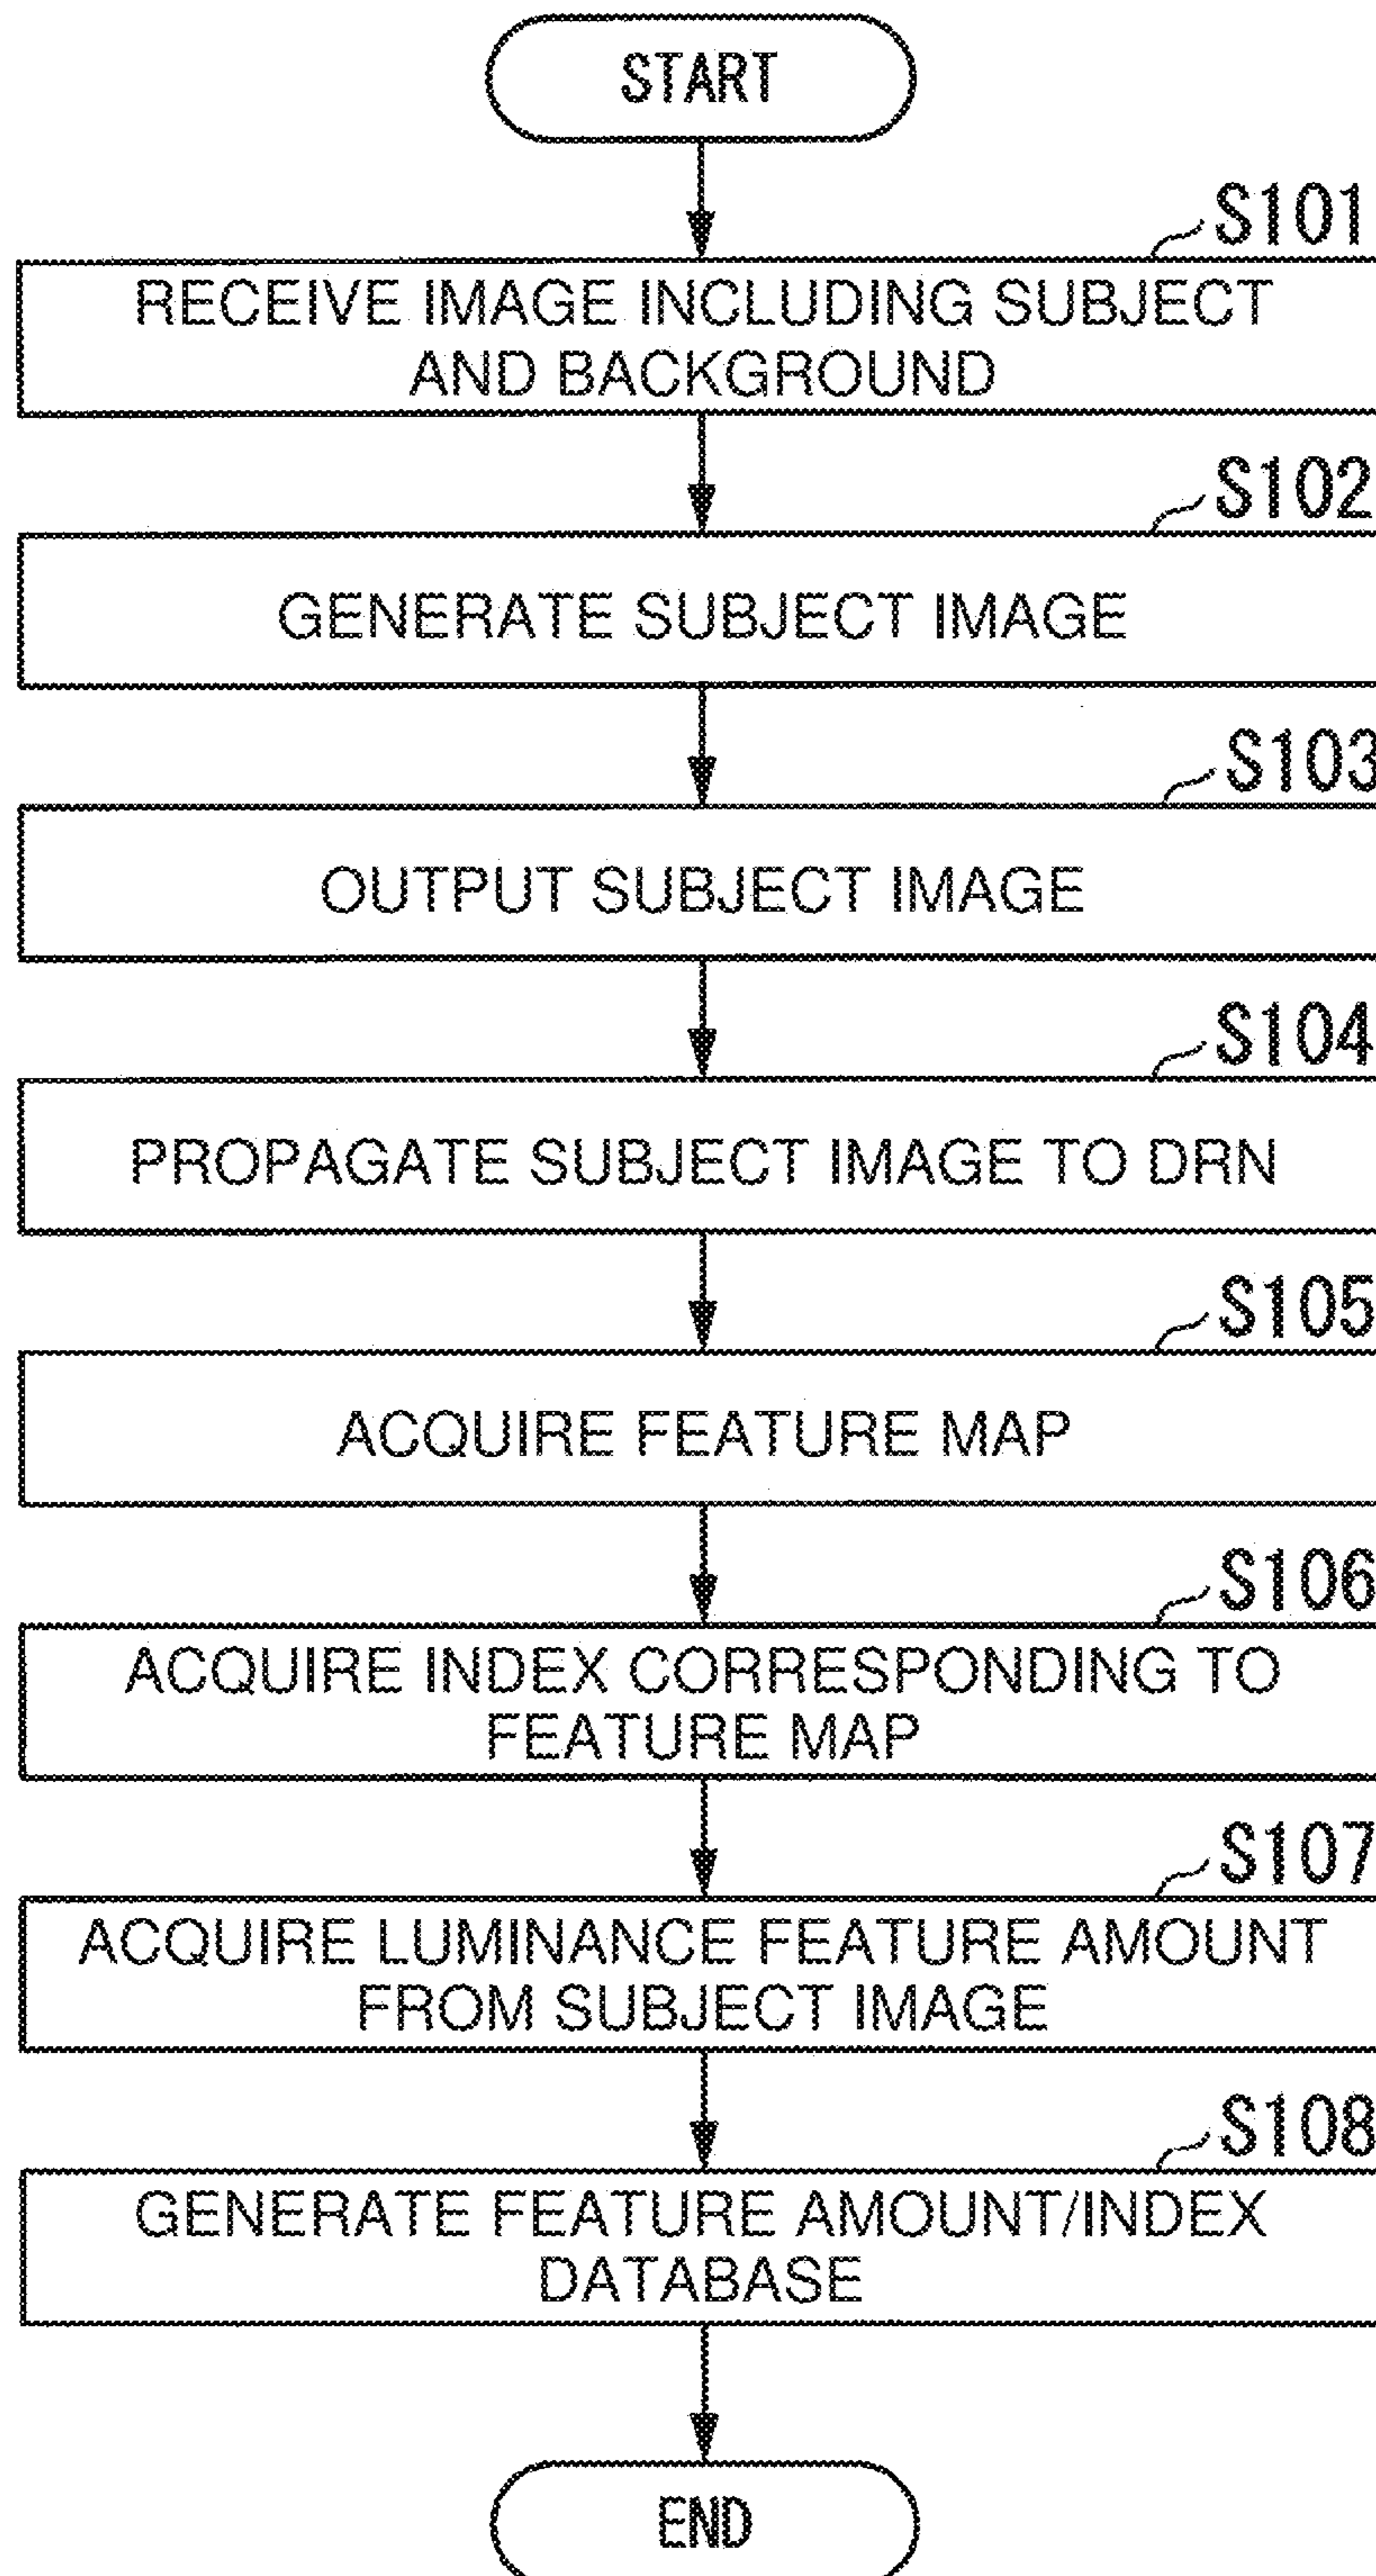 START
S101
RECEIVE IMAGE INCLUDING SUBJECT
AND BACKGROUND
S102
GENERATE SUBJECT IMAGE
S103
OUTPUT SUBJECT IMAGE
S104
PROPAGATE SUBJECT IMAGE TO DRN
S105
ACQUIRE FEATURE MAP
S106
ACQUIRE INDEX CORRESPONDING TO
FEATURE MAP
S107
ACQUIRE LUMINANCE FEATURE AMOUNT
FROM SUBJECT IMAGE
S108
GENERATE FEATURE AMOUNT/INDEX
DATABASE
END